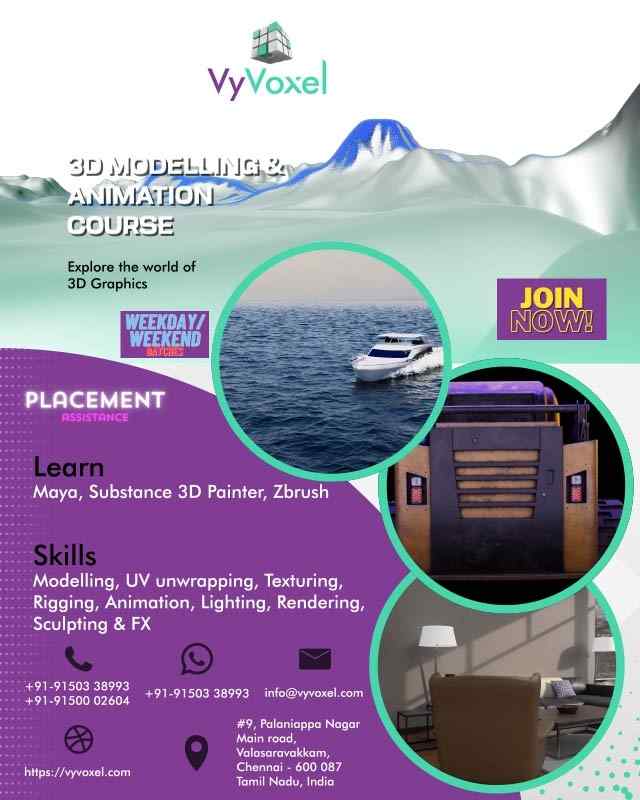 VyVoxel
3D MODELLING &
ANIMATION
COURSE
Explore the world of
3D Graphics
JOIN
NOW!
WEEKDAY/
WEEKEND
BATCHES
PLACEMENT
ASSISTANCE
Learn
Maya, Substance 3D Painter, Zbrush
Skills
Modelling, UV unwrapping, Texturing,
Rigging, Animation, Lighting, Rendering,
Sculpting & FX
+91-91503 38993
+91-91500 02604
+91-91503 38993
info@vyvoxel.com
https://vyvoxel.com
#9, Palaniappa Nagar
Main road,
Valasaravakkam,
Chennai - 600 087
Tamil Nadu, India